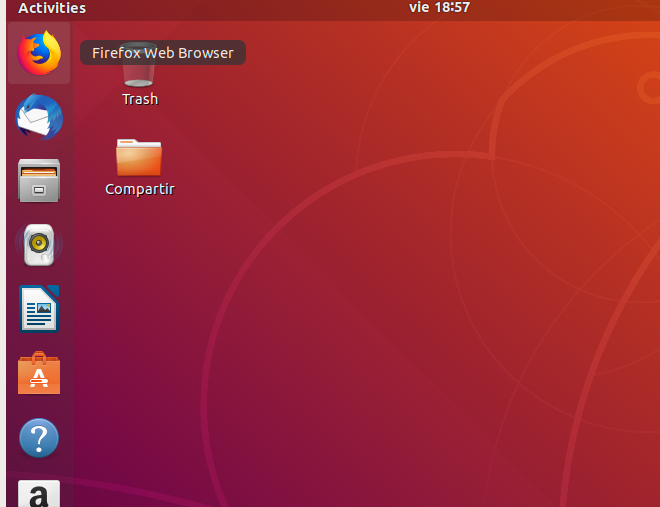 Activities
vie 18:57
Firefox Web Browser
Trash
Compartir
A
?
a